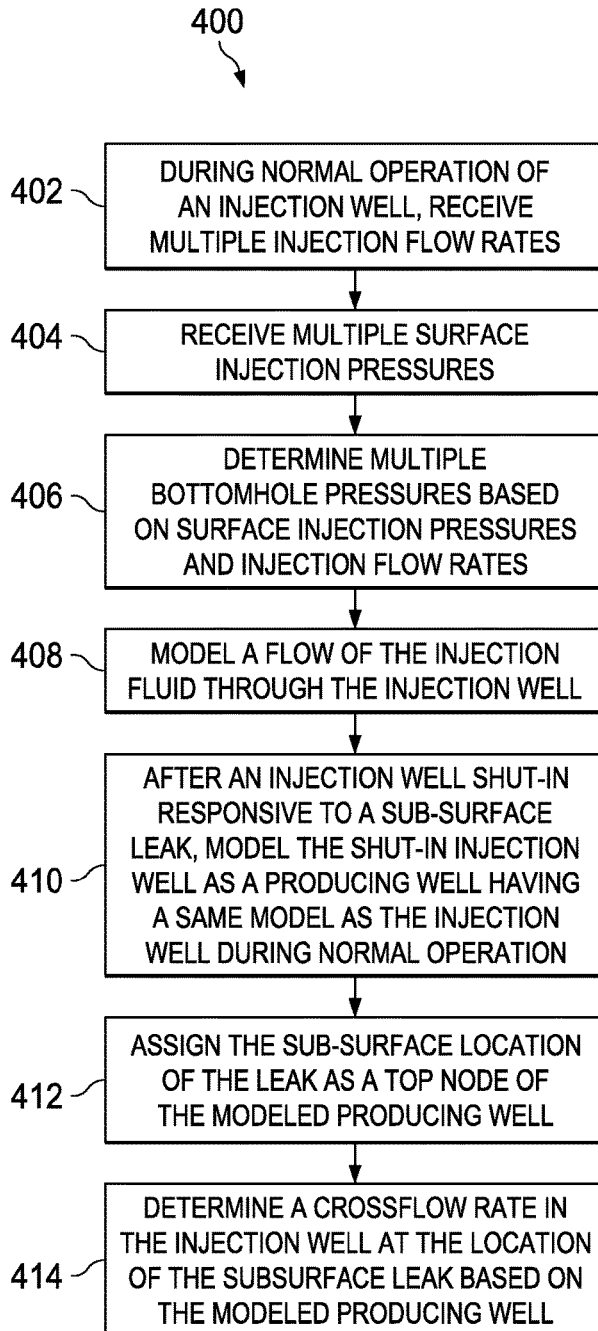 400
402
DURING NORMAL OPERATION OF
AN INJECTION WELL, RECEIVE
MULTIPLE INJECTION FLOW RATES
404
RECEIVE MULTIPLE SURFACE
INJECTION PRESSURES
406
DETERMINE MULTIPLE
BOTTOMHOLE PRESSURES BASED
ON SURFACE INJECTION PRESSURES
AND INJECTION FLOW RATES
408
MODEL A FLOW OF THE INJECTION
FLUID THROUGH THE INJECTION WELL
410
AFTER AN INJECTION WELL SHUT-IN
RESPONSIVE TO A SUB-SURFACE
LEAK, MODEL THE SHUT-IN INJECTION
WELL AS A PRODUCING WELL HAVING
A SAME MODEL AS THE INJECTION
WELL DURING NORMAL OPERATION
412
ASSIGN THE SUB-SURFACE LOCATION
OF THE LEAK AS A TOP NODE OF
THE MODELED PRODUCING WELL
414
DETERMINE A CROSSFLOW RATE IN
THE INJECTION WELL AT THE LOCATION
OF THE SUBSURFACE LEAK BASED ON
THE MODELED PRODUCING WELL